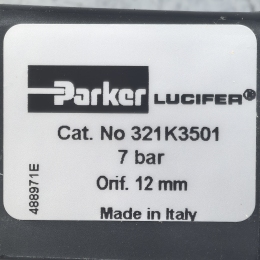 Parker LUCIFER®
Cat. No 321K3501
7 bar
Orif. 12 mm
Made in Italy
488971E